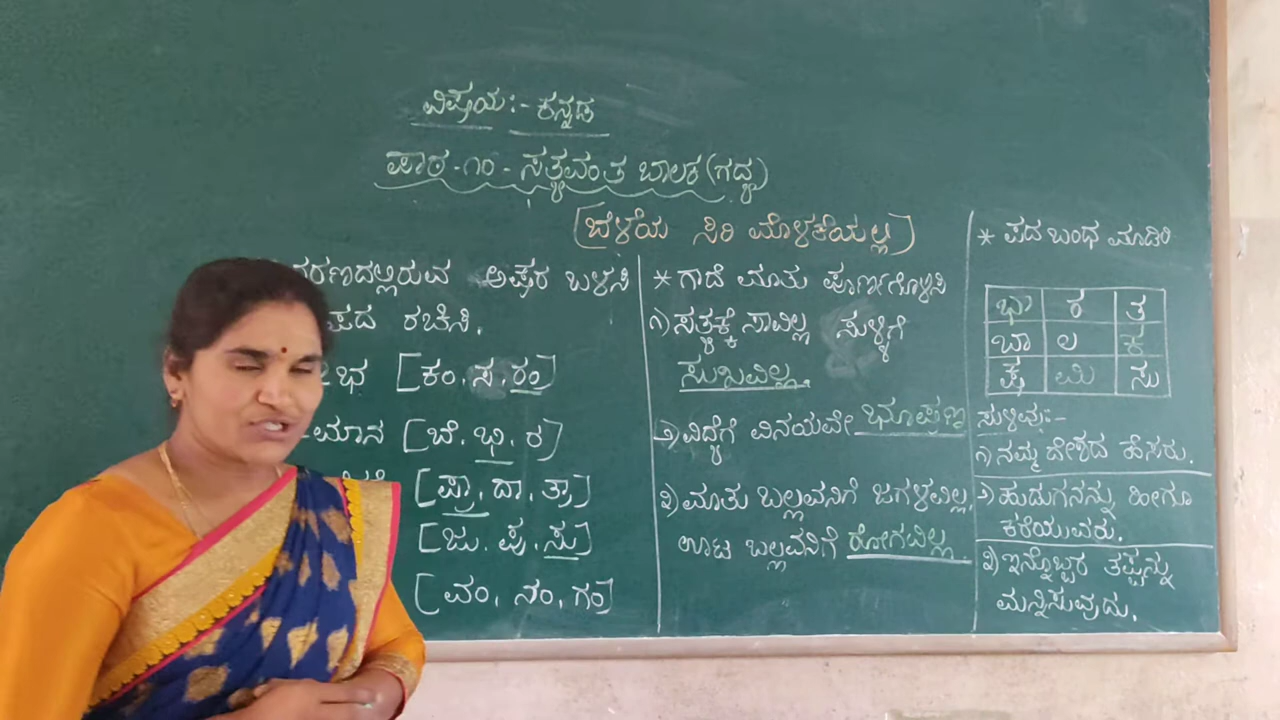 ವಿಷಯ:- ಕನ್ನಡ
ಪಾಠ-೧೦ - ಸತ್ಯವಂತ ಬಾಲಕ (ಗದ್ಯ)
[ಬೆಳೆಯ ಸಿರಿ ಮೊಳಕೆಯಲ್ಲಿ]
ಅಕ್ಷರ ಬಳಸಿ
ಪದ ರಚಿಸಿ.
[ಕಂ, ಸ, ರಂ]
ಮಾನ [ಬೆ, ಭಿ, ರ]
[ಪ್ರಾ, ದಾ, ತ್ರಾ]
[ಜು, ಪು, ಸು]
[ವಂ, ನಂ, ಗಂ]
* ಗಾದೆ ಮಾತು ಪೂರ್ಣಗೊಳಿಸಿ
೧) ಸತ್ಯಕ್ಕೆ ಸಾವಿಲ್ಲ ಸುಳ್ಳಿಗೆ
ಸುಖವಿಲ್ಲ.
೨) ವಿದ್ಯೆಗೆ ವಿನಯವೇ ಭೂಷಣ
೩) ಮಾತು ಬಲ್ಲವನಿಗೆ ಜಗಳವಿಲ್ಲ,
ಊಟ ಬಲ್ಲವನಿಗೆ ರೋಗವಿಲ್ಲ.
* ಪದ ಬಂಧ ಮಾಡಿರಿ
ಭಾ ರ ತ
ಬಾ ಲ ಕ
ಕ್ಷ ಮಿ ಸು
ಸುಳಿವು:-
೧) ನಮ್ಮ ದೇಶದ ಹೆಸರು.
೨) ಹುಡುಗನನ್ನು ಹೀಗೂ
ಕರೆಯುವರು.
೩) ಇನ್ನೊಬ್ಬರ ತಪ್ಪನ್ನು
ಮನ್ನಿಸುವುದು.